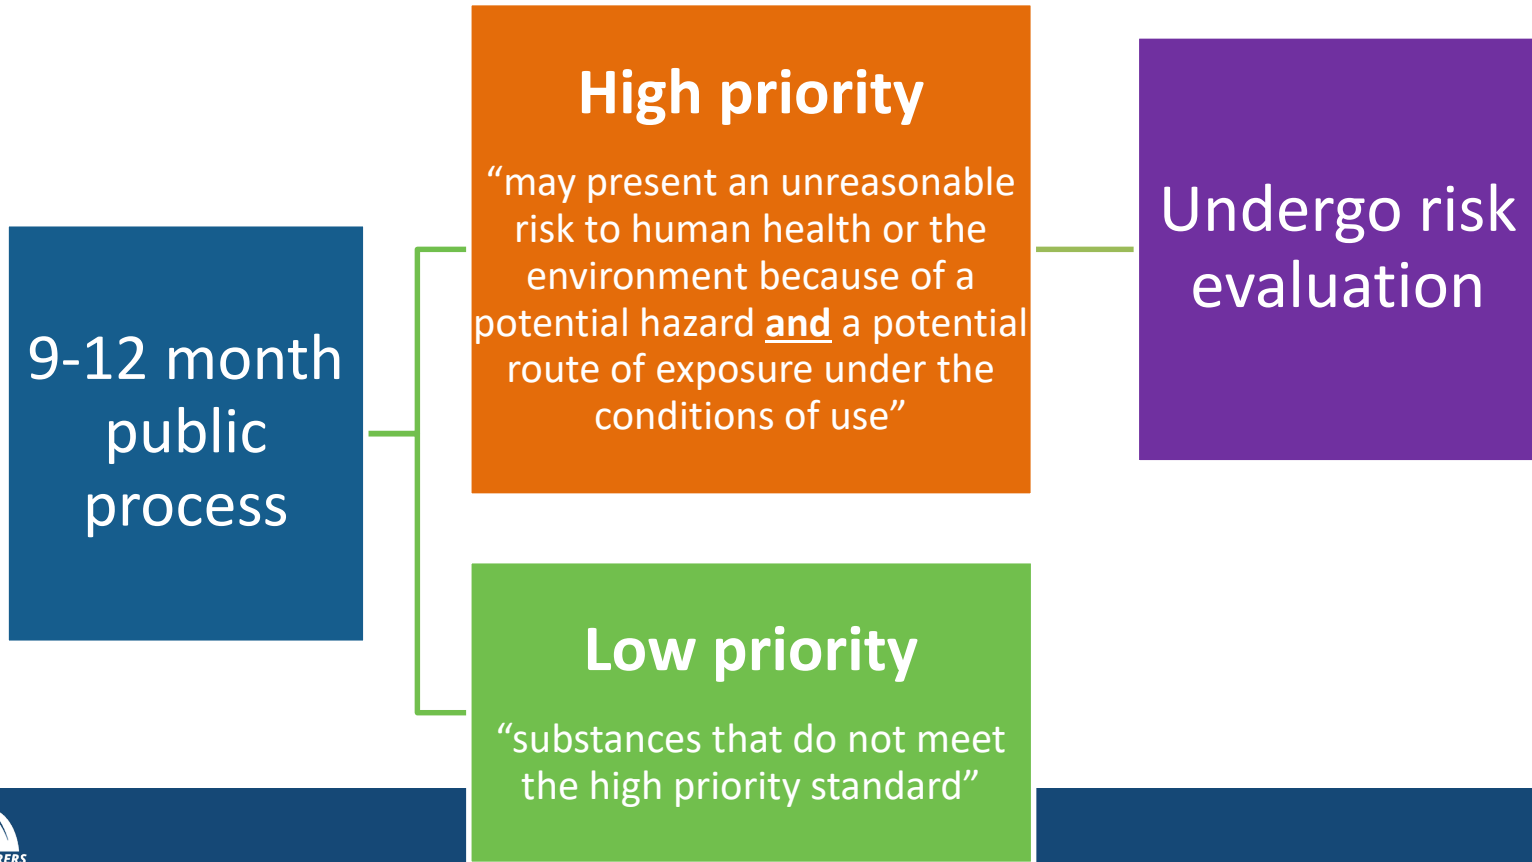 9-12 month
public
process
High priority
“may present an unreasonable
risk to human health or the
environment because of a
potential hazard and a potential
route of exposure under the
conditions of use”
Undergo risk
evaluation
Low priority
“substances that do not meet
the high priority standard”